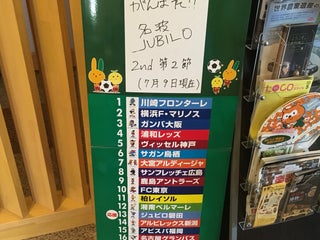 がんばれ!!
名波
JUBILO
2nd 第2節
(7月9日現在)
1 川崎フロンターレ
2 横浜F・マリノス
3 ガンバ大阪
4 浦和レッズ
5 ヴィッセル神戸
6 サガン鳥栖
7 大宮アルディージャ
8 サンフレッチェ広島
9 鹿島アントラーズ
10 FC東京
11 柏レイソル
12 湘南ベルマーレ
13 ジュビロ磐田
14 アルビレックス新潟
15 アビスパ福岡
16 名古屋グランパス